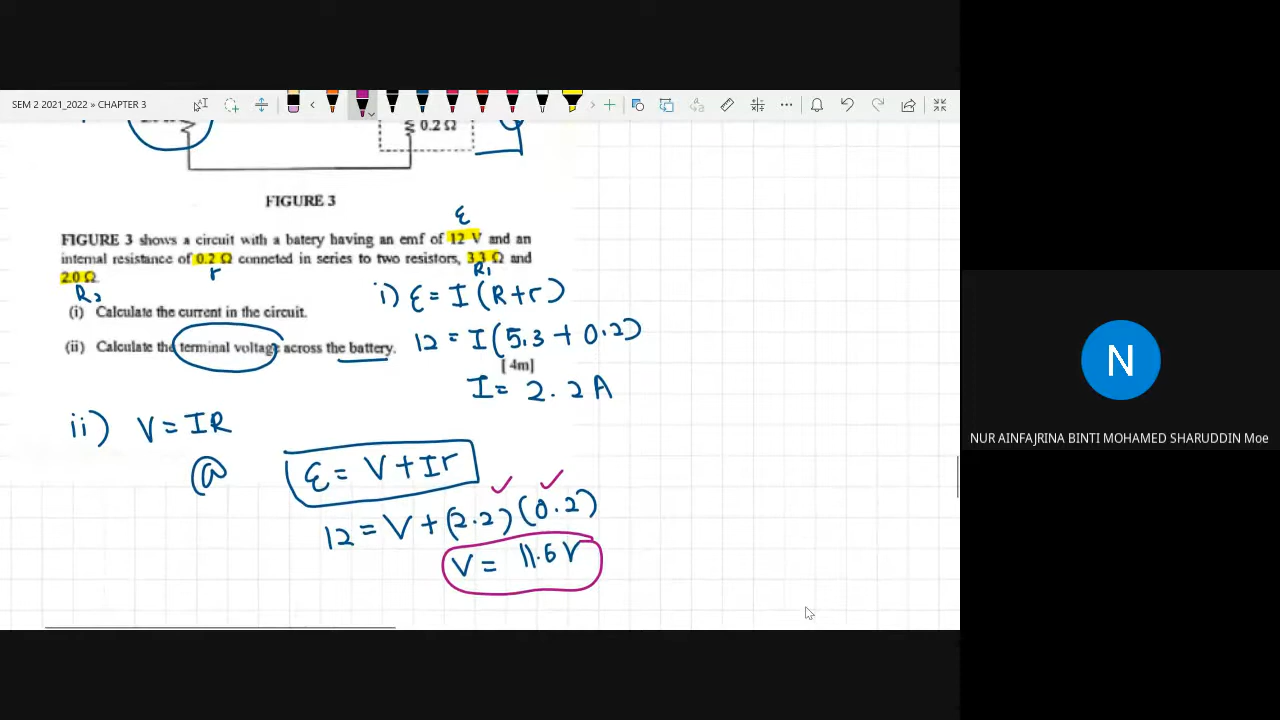 SEM 2 2021_2022 » CHAPTER 3
0.2 Ω
FIGURE 3
ε
FIGURE 3 shows a circuit with a batery having an emf of 12 V and an
internal resistance of 0.2 Ω conneted in series to two resistors, 3.3 Ω and
r
R₁
2.0 Ω
R₂
(i) Calculate the current in the circuit.
(ii) Calculate the terminal voltage across the battery.
[ 4m]
i) ε = I (R+r)
12 = I(5.3 + 0.2)
I = 2.2 A
ii) V = IR
@
ε = V + Ir
12 = V + (2.2)(0.2)
V = 11.6 V
N
NUR AINFAJRINA BINTI MOHAMED SHARUDDIN Moe